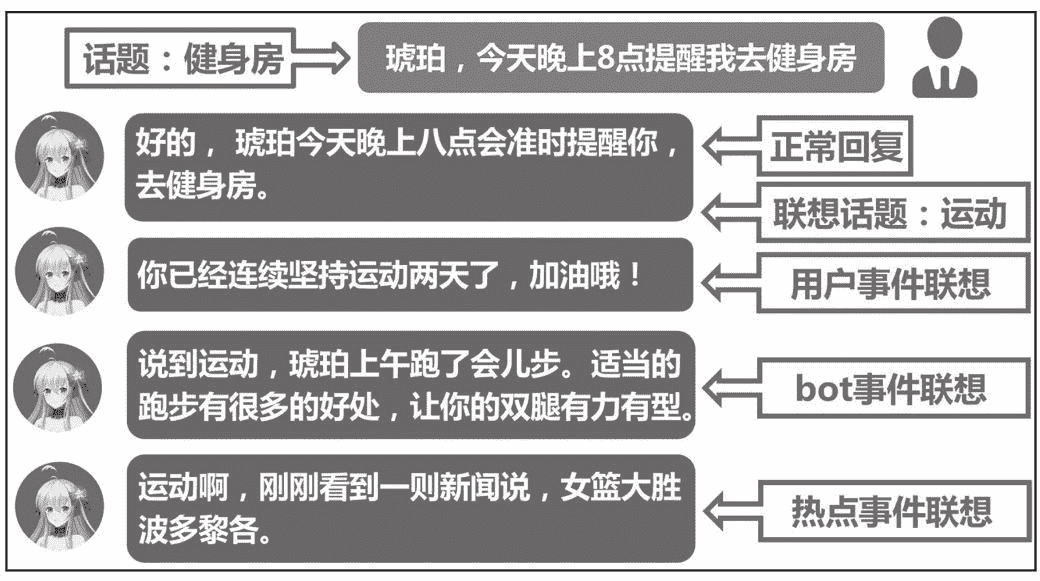 话题：健身房
琥珀，今天晚上8点提醒我去健身房
好的， 琥珀今天晚上八点会准时提醒你，
去健身房。
正常回复
联想话题：运动
你已经连续坚持运动两天了，加油哦！
用户事件联想
说到运动，琥珀上午跑了会儿步。适当的
跑步有很多的好处，让你的双腿有力有型。
bot事件联想
运动啊，刚刚看到一则新闻说，女篮大胜
波多黎各。
热点事件联想